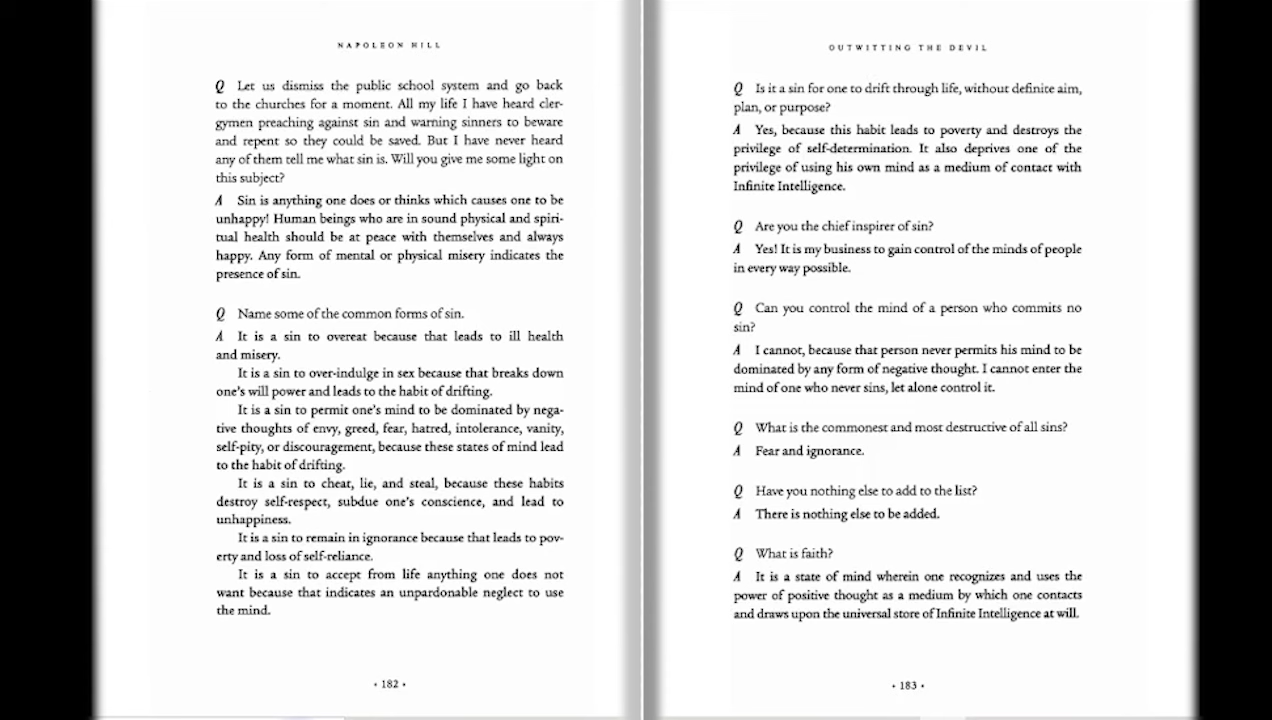 NAPOLEON HILL
Q Let us dismiss the public school system and go back
to the churches for a moment. All my life I have heard cler-
gymen preaching against sin and warning sinners to beware
and repent so they could be saved. But I have never heard
any of them tell me what sin is. Will you give me some light on
this subject?
A Sin is anything one does or thinks which causes one to be
unhappy! Human beings who are in sound physical and spiri-
tual health should be at peace with themselves and always
happy. Any form of mental or physical misery indicates the
presence of sin.
Q Name some of the common forms of sin.
A It is a sin to overeat because that leads to ill health
and misery.
It is a sin to over-indulge in sex because that breaks down
one's will power and leads to the habit of drifting.
It is a sin to permit one's mind to be dominated by nega-
tive thoughts of envy, greed, fear, hatred, intolerance, vanity,
self-pity, or discouragement, because these states of mind lead
to the habit of drifting.
It is a sin to cheat, lie, and steal, because these habits
destroy self-respect, subdue one's conscience, and lead to
unhappiness.
It is a sin to remain in ignorance because that leads to pov-
erty and loss of self-reliance.
It is a sin to accept from life anything one does not
want because that indicates an unpardonable neglect to use
the mind.
• 182 •
OUTWITTING THE DEVIL
Q Is it a sin for one to drift through life, without definite aim,
plan, or purpose?
A Yes, because this habit leads to poverty and destroys the
privilege of self-determination. It also deprives one of the
privilege of using his own mind as a medium of contact with
Infinite Intelligence.
Q Are you the chief inspirer of sin?
A Yes! It is my business to gain control of the minds of people
in every way possible.
Q Can you control the mind of a person who commits no
sin?
A I cannot, because that person never permits his mind to be
dominated by any form of negative thought. I cannot enter the
mind of one who never sins, let alone control it.
Q What is the commonest and most destructive of all sins?
A Fear and ignorance.
Q Have you nothing else to add to the list?
A There is nothing else to be added.
Q What is faith?
A It is a state of mind wherein one recognizes and uses the
power of positive thought as a medium by which one contacts
and draws upon the universal store of Infinite Intelligence at will.
• 183 •